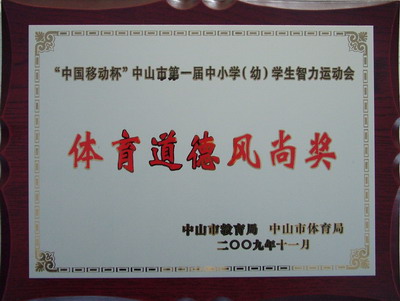 “中国移动杯”中山市第一届中小学(幼)学生智力运动会
体育道德风尚奖
中山市教育局 中山市体育局
二〇〇九年十一月